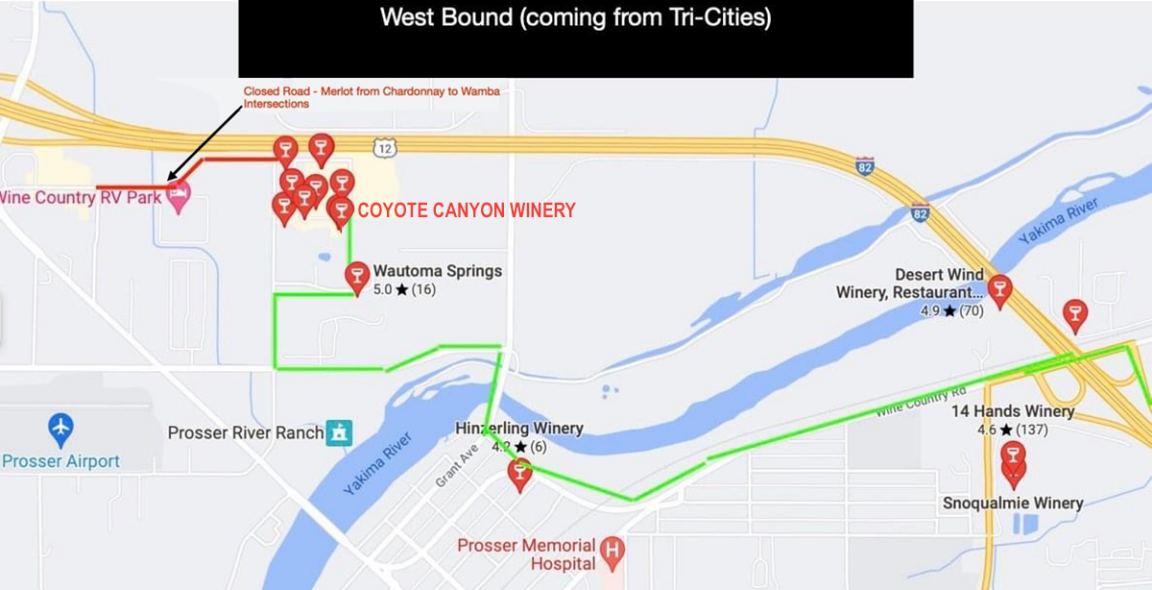 West Bound (coming from Tri-Cities)
Closed Road - Merlot from Chardonnay to Wamba
Intersections
12
82
Wine Country RV Park
COYOTE CANYON WINERY
82
Yakima River
Wautoma Springs
5.0 ★ (16)
Desert Wind
Winery, Restaurant...
4.9 ★ (70)
Wine Country Rd
14 Hands Winery
4.6 ★ (137)
Prosser River Ranch
Hinzerling Winery
4.2 ★ (6)
Grant Ave
Yakima River
Prosser Airport
Snoqualmie Winery
Prosser Memorial
Hospital
H